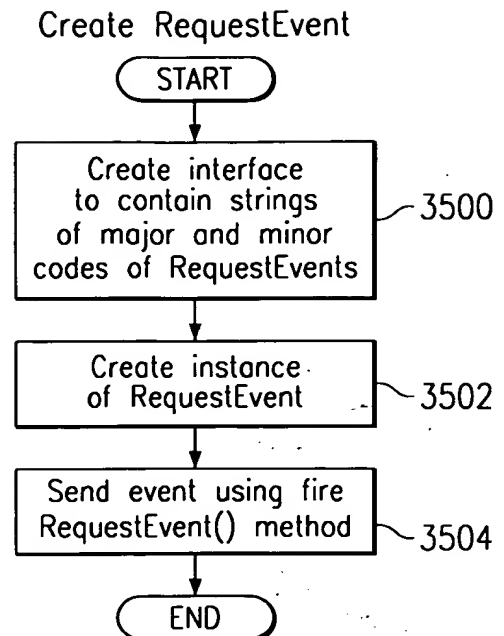 Create RequestEvent
START
Create interface
to contain strings
of major and minor
codes of RequestEvents
3500
Create instance
of RequestEvent
3502
Send event using fire
RequestEvent() method
3504
END